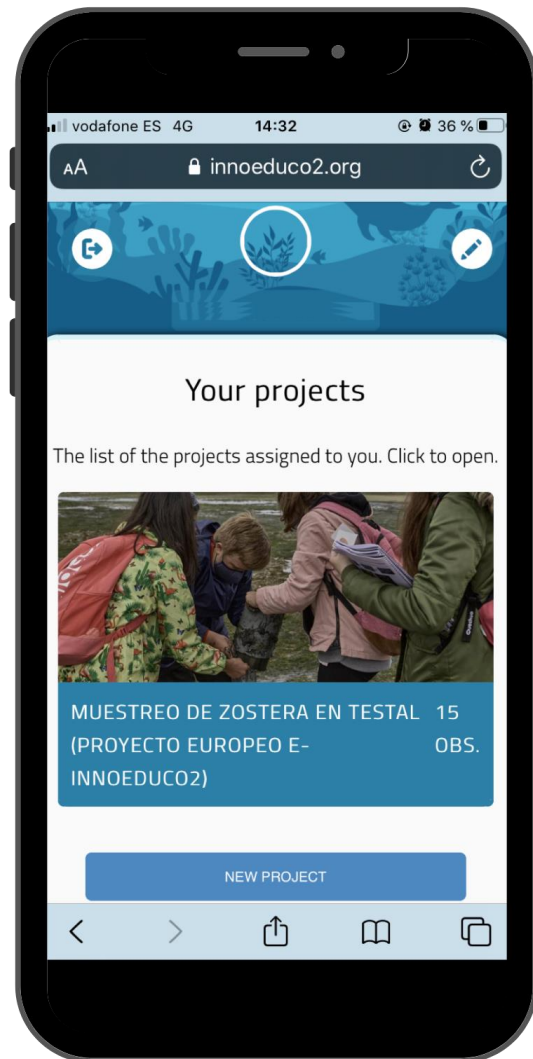 vodafone ES 4G 14:32 36 %
AA innoeduco2.org
Your projects
The list of the projects assigned to you. Click to open.
MUESTREO DE ZOSTERA EN TESTAL 15
(PROYECTO EUROPEO E- OBS.
INNOEDUCO2)
NEW PROJECT